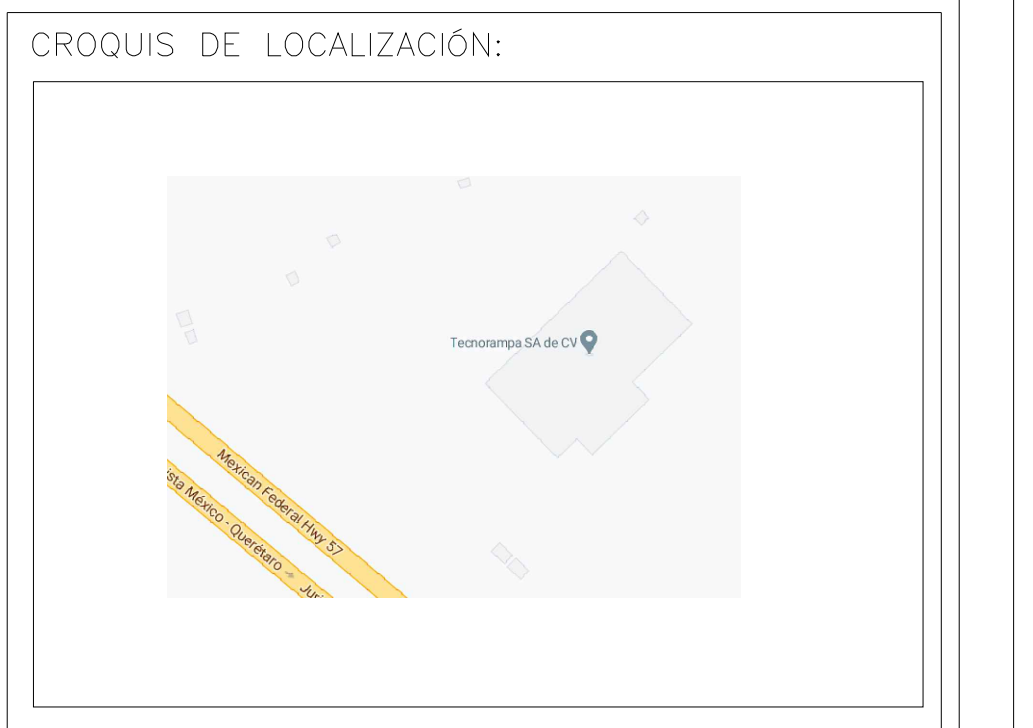 CROQUIS DE LOCALIZACIÓN:
Tecnorampa SA de CV
Mexican Federal Hwy 57
ista México - Querétaro